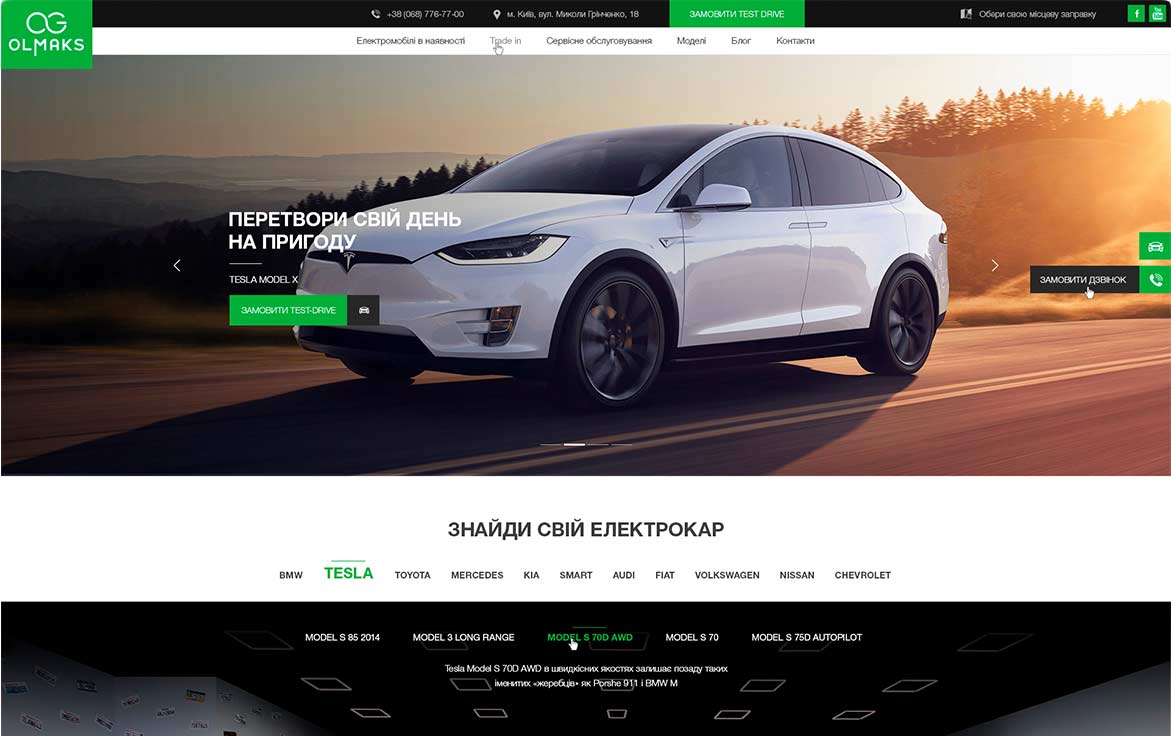 OLMAKS
+38 (068) 776-77-00
м. Київ, вул. Миколи Грінченко, 18
ЗАМОВИТИ TEST DRIVE
Обери свою місцеву заправку
Електромобілі в наявності
Trade in
Сервісне обслуговування
Моделі
Блог
Контакти
ПЕРЕТВОРИ СВІЙ ДЕНЬ
НА ПРИГОДУ
TESLA MODEL X
ЗАМОВИТИ TEST-DRIVE
ЗАМОВИТИ ДЗВІНОК
ЗНАЙДИ СВІЙ ЕЛЕКТРОКАР
BMW
TESLA
TOYOTA
MERCEDES
KIA
SMART
AUDI
FIAT
VOLKSWAGEN
NISSAN
CHEVROLET
MODEL S 85 2014
MODEL 3 LONG RANGE
MODEL S 70D AWD
MODEL S 70
MODEL S 75D AUTOPILOT
Tesla Model S 70D AWD в швидкісних якостях залишає позаду таких
іменитих «жеребців» як Porshe 911 і BMW M